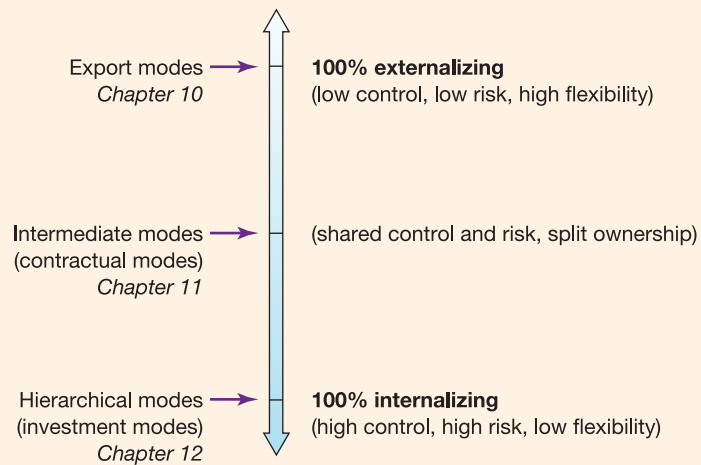 Export modes
Chapter 10
100% externalizing
(low control, low risk, high flexibility)
Intermediate modes
(contractual modes)
Chapter 11
(shared control and risk, split ownership)
Hierarchical modes
(investment modes)
Chapter 12
100% internalizing
(high control, high risk, low flexibility)